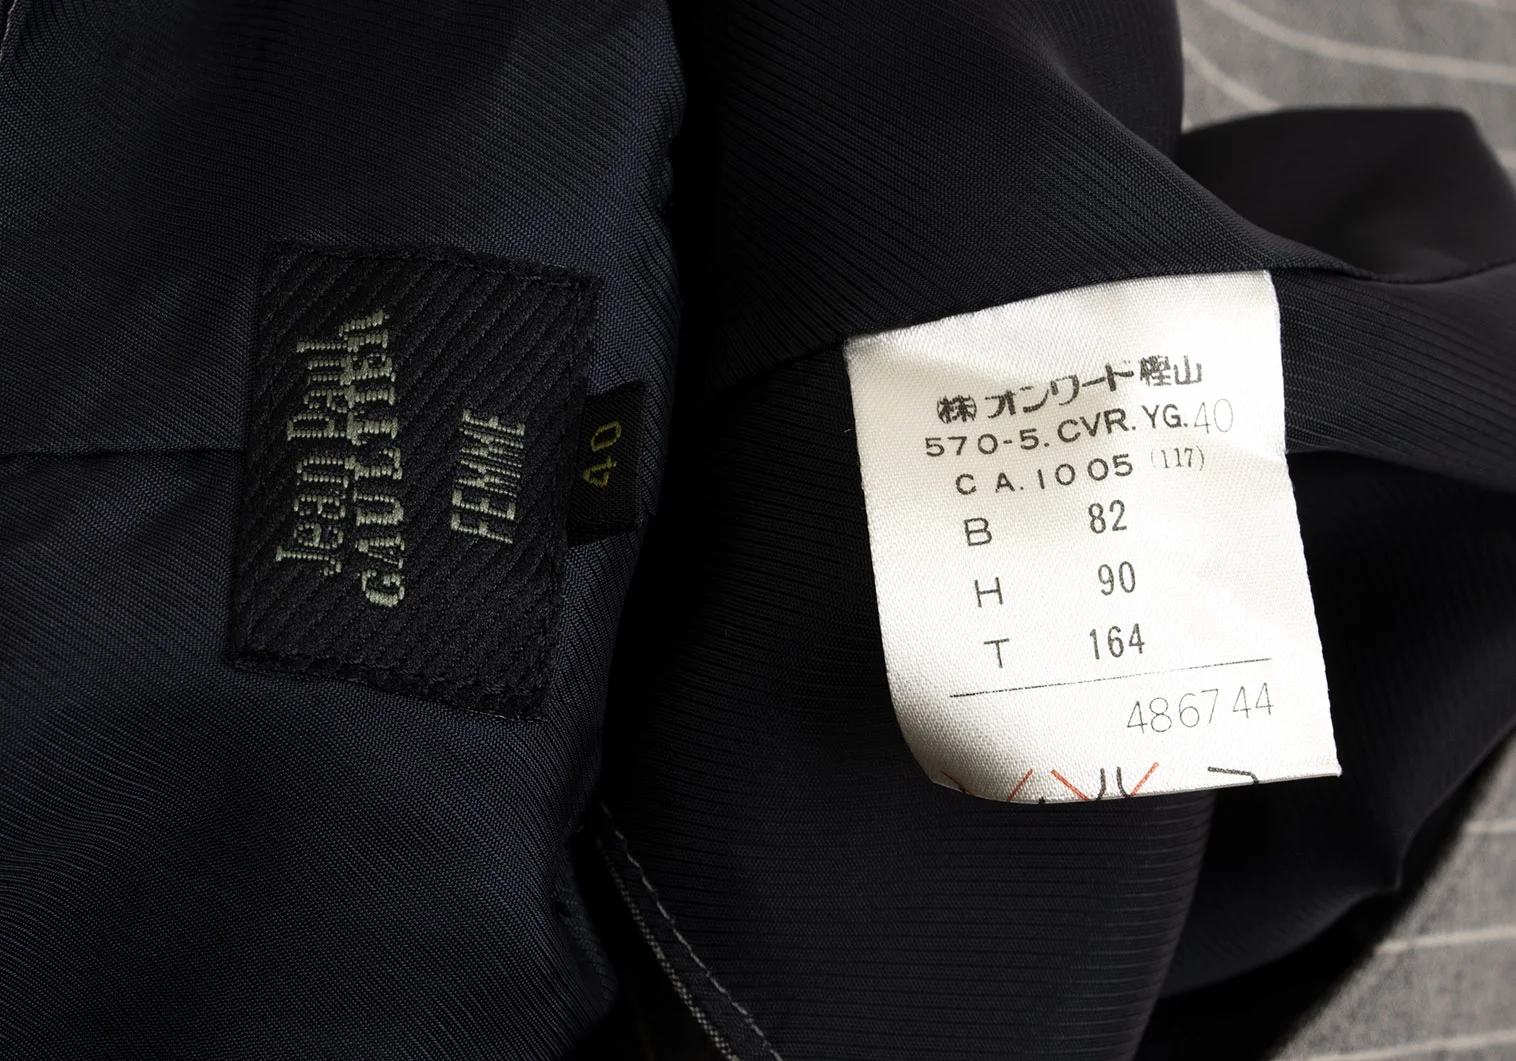 Jean Paul
GAULTIER
FEMME
40
㈱オンワード樫山
570-5.CVR.YG.40
CA.1005 (117)
B 82
H 90
T 164
486744